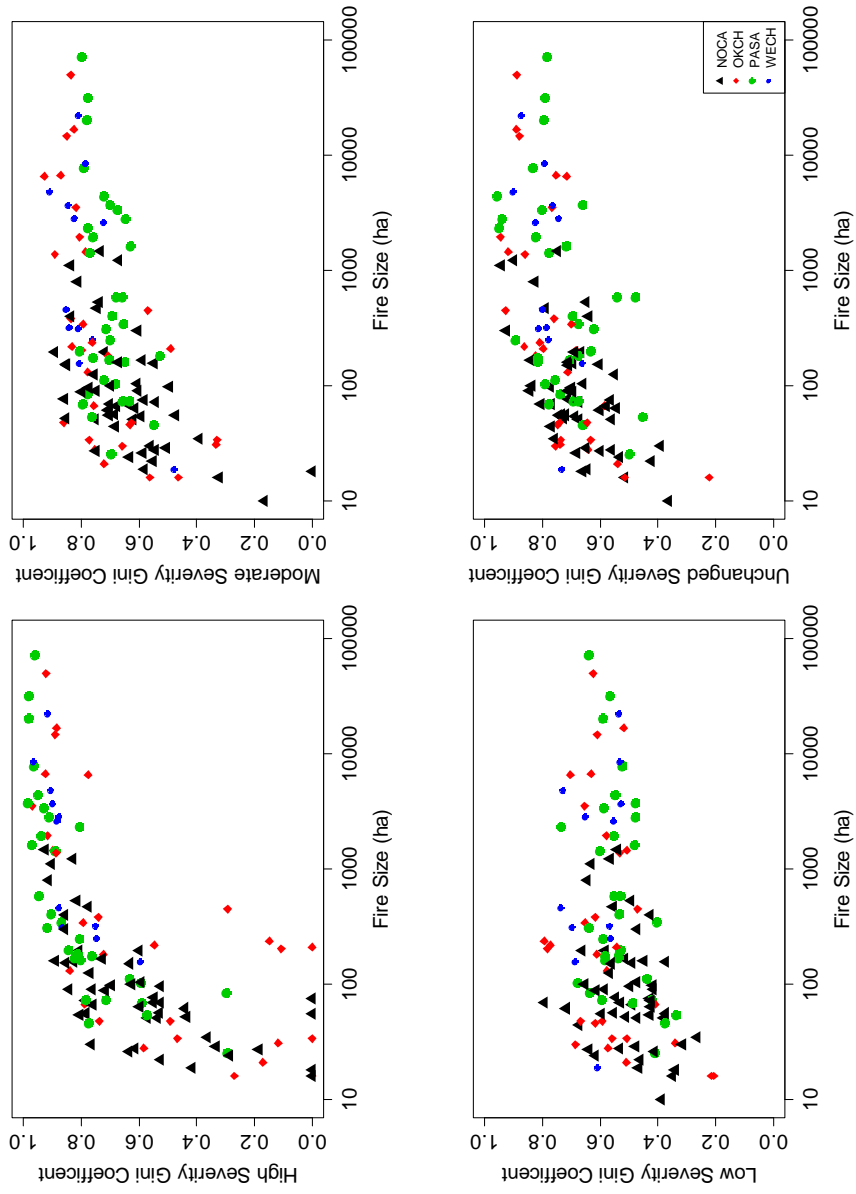 High Severity Gini Coefficent
0.0 0.2 0.4 0.6 0.8 1.0
10 100 1000 10000 100000
Fire Size (ha)
Moderate Severity Gini Coefficent
0.0 0.2 0.4 0.6 0.8 1.0
10 100 1000 10000 100000
Fire Size (ha)
Low Severity Gini Coefficent
0.0 0.2 0.4 0.6 0.8 1.0
10 100 1000 10000 100000
Fire Size (ha)
Unchanged Severity Gini Coefficent
0.0 0.2 0.4 0.6 0.8 1.0
10 100 1000 10000 100000
Fire Size (ha)
NOCA
OKCH
PASA
WECH